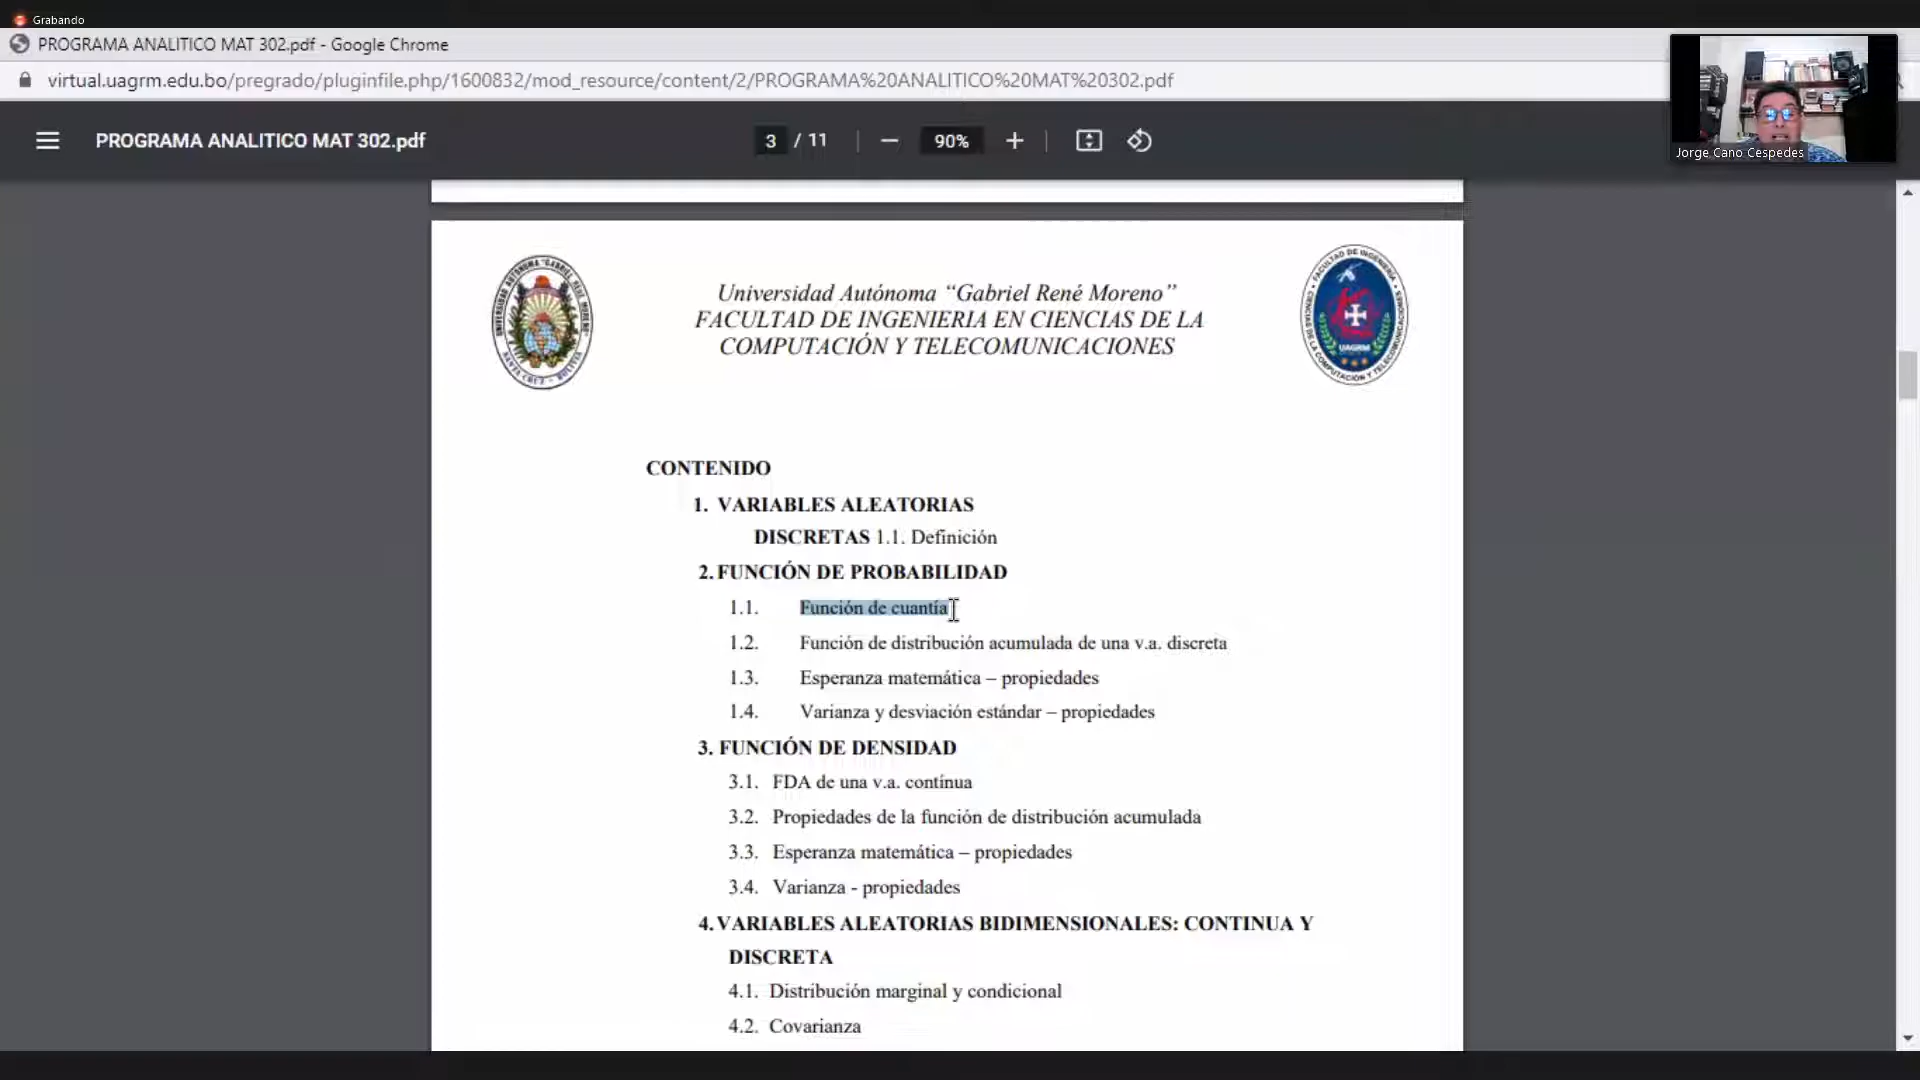 Grabando
PROGRAMA ANALITICO MAT 302.pdf - Google Chrome
virtual.uagrm.edu.bo/pregrado/pluginfile.php/1600832/mod_resource/content/2/PROGRAMA%20ANALITICO%20MAT%20302.pdf
Jorge Cano Cespedes
PROGRAMA ANALITICO MAT 302.pdf
3 / 11
90%
Universidad Autónoma “Gabriel René Moreno”
FACULTAD DE INGENIERIA EN CIENCIAS DE LA
COMPUTACIÓN Y TELECOMUNICACIONES
UAGRM
CONTENIDO
1. VARIABLES ALEATORIAS
DISCRETAS 1.1. Definición
2. FUNCIÓN DE PROBABILIDAD
1.1. Función de cuantía
1.2. Función de distribución acumulada de una v.a. discreta
1.3. Esperanza matemática – propiedades
1.4. Varianza y desviación estándar – propiedades
3. FUNCIÓN DE DENSIDAD
3.1. FDA de una v.a. contínua
3.2. Propiedades de la función de distribución acumulada
3.3. Esperanza matemática – propiedades
3.4. Varianza - propiedades
4. VARIABLES ALEATORIAS BIDIMENSIONALES: CONTINUA Y
DISCRETA
4.1. Distribución marginal y condicional
4.2. Covarianza